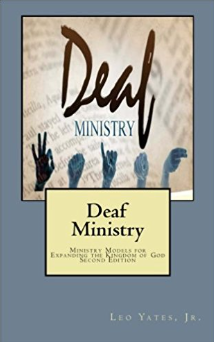 Deaf
MINISTRY
Deaf
Ministry
Ministry Models for
Expanding the Kingdom of God
Second Edition
Leo Yates, Jr.